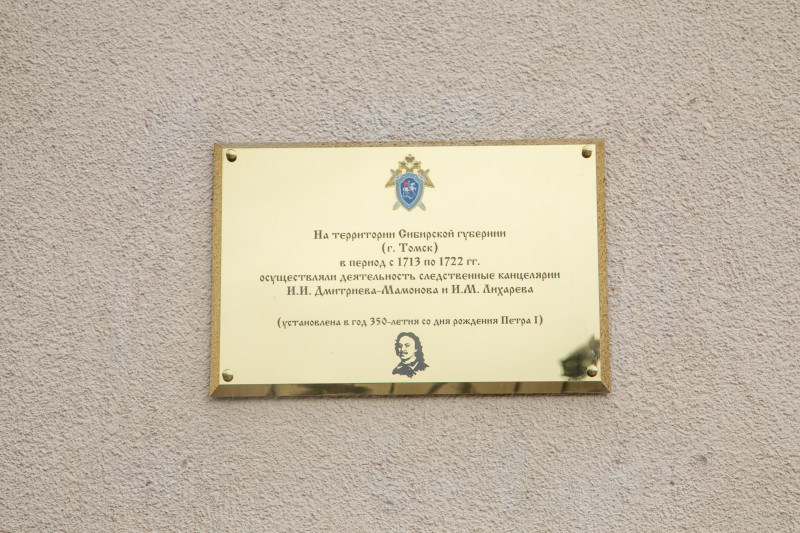 На территории Сибирской губернии
(г. Томск)
в период с 1713 по 1722 гг.
осуществляли деятельность следственные канцелярии
И.И. Дмитриева-Мамонова и И.М. Лихарева
(установлена в год 350-летия со дня рождения Петра I)